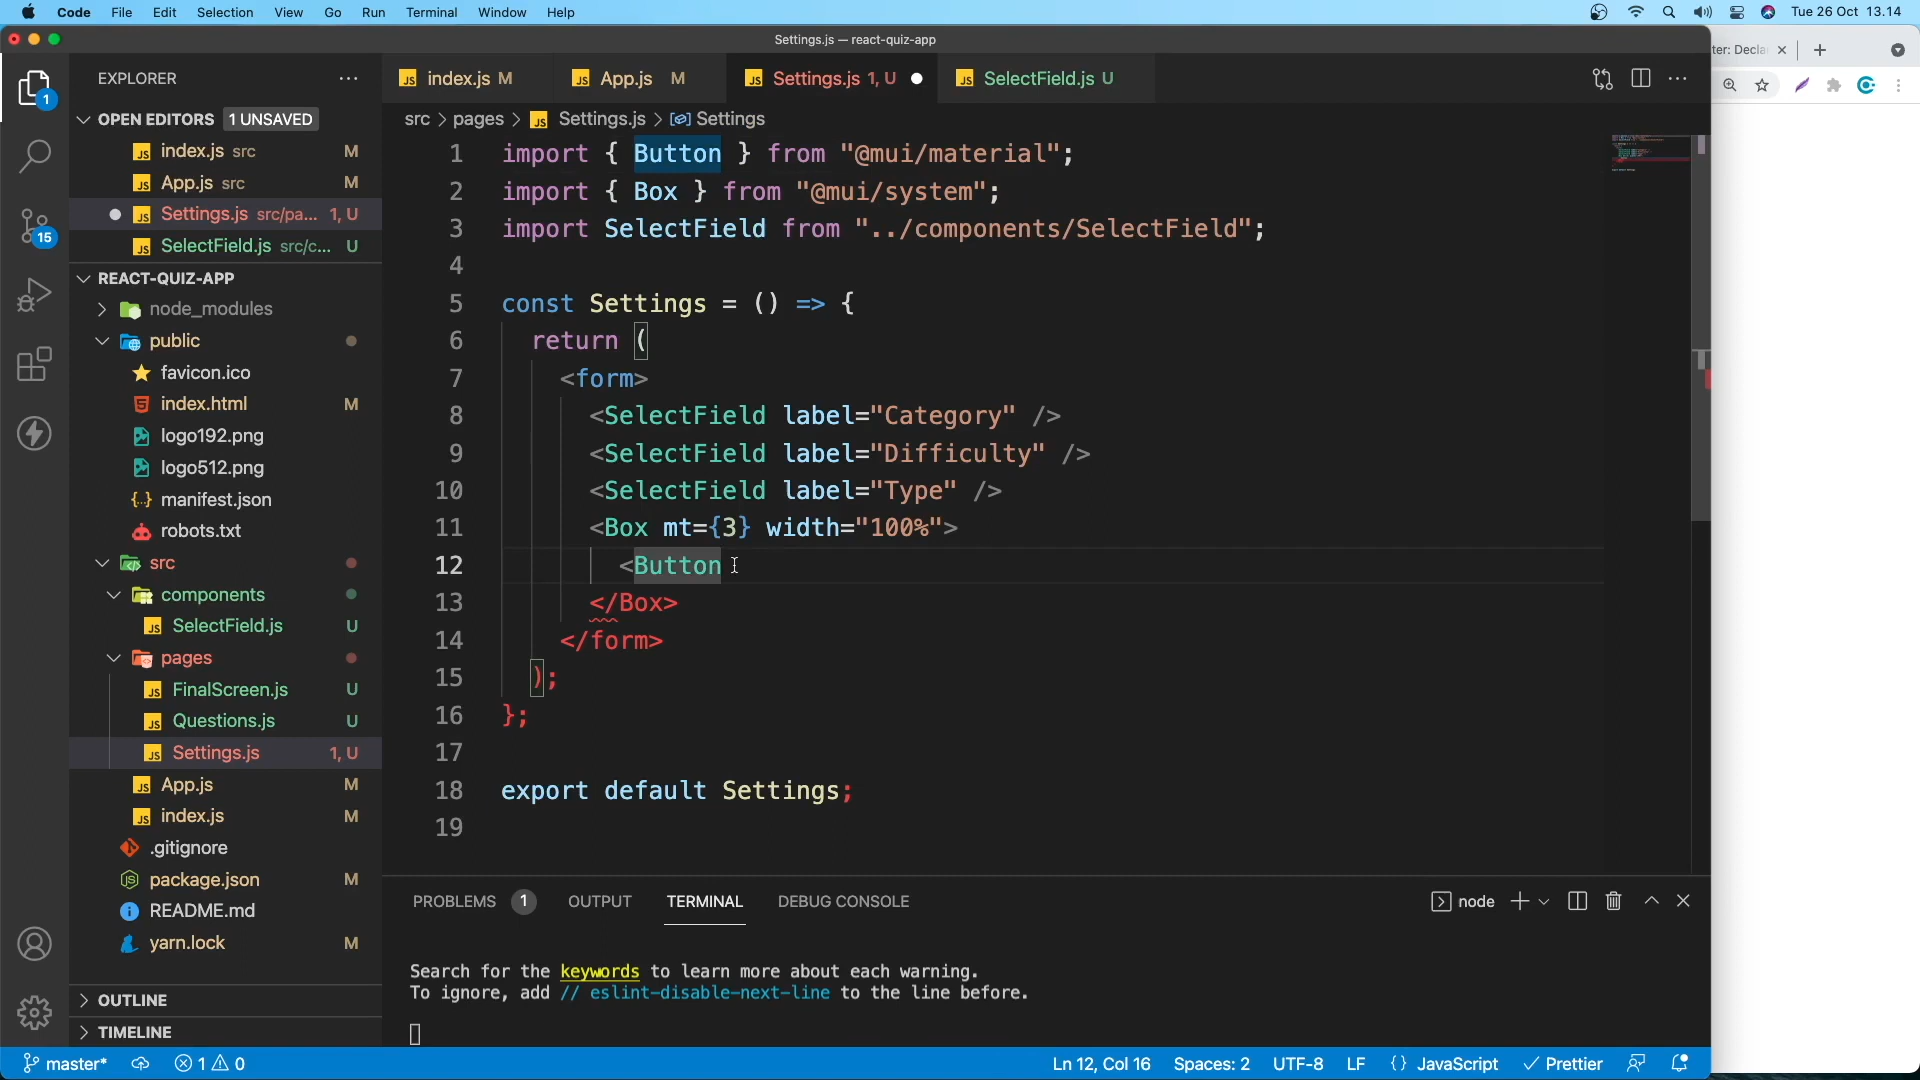 Code File Edit Selection View Go Run Terminal Window Help Tue 26 Oct 13.14
Settings.js — react-quiz-app
ter: Decla
EXPLORER
index.js M
App.js M
Settings.js 1, U
SelectField.js U
OPEN EDITORS 1 UNSAVED
index.js src M
App.js src M
Settings.js src/pa... 1, U
SelectField.js src/c... U
REACT-QUIZ-APP
node_modules
public
favicon.ico
index.html M
logo192.png
logo512.png
manifest.json
robots.txt
src
components
SelectField.js U
pages
FinalScreen.js U
Questions.js U
Settings.js 1, U
App.js M
index.js M
.gitignore
package.json M
README.md
yarn.lock M
OUTLINE
TIMELINE
1
15
src > pages > Settings.js > Settings
1 import { Button } from "@mui/material";
2 import { Box } from "@mui/system";
3 import SelectField from "../components/SelectField";
4
5 const Settings = () => {
6 return (
7 <form>
8 <SelectField label="Category" />
9 <SelectField label="Difficulty" />
10 <SelectField label="Type" />
11 <Box mt={3} width="100%">
12 <Button
13 </Box>
14 </form>
15 );
16 };
17
18 export default Settings;
19
PROBLEMS 1 OUTPUT TERMINAL DEBUG CONSOLE node
Search for the keywords to learn more about each warning.
To ignore, add // eslint-disable-next-line to the line before.
master* 1 0 Ln 12, Col 16 Spaces: 2 UTF-8 LF {} JavaScript Prettier